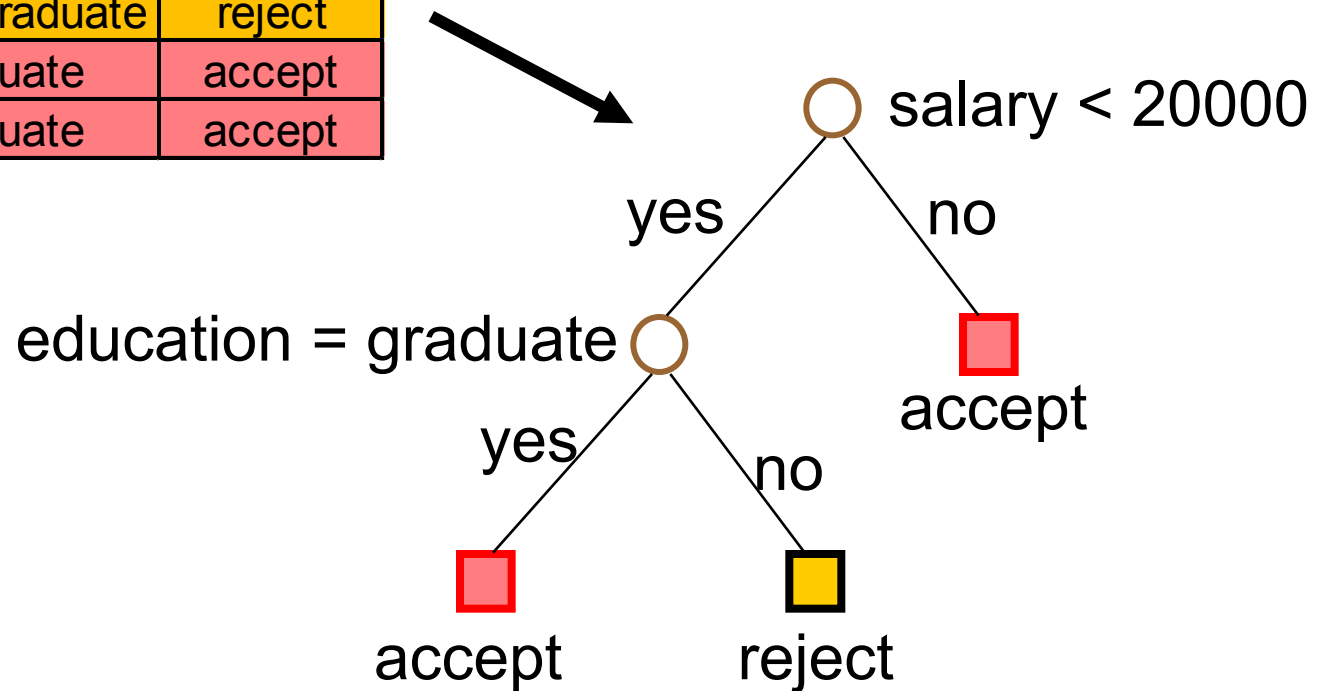 raduate reject
uate accept
uate accept
salary < 20000
yes no
education = graduate
accept
yes no
accept reject